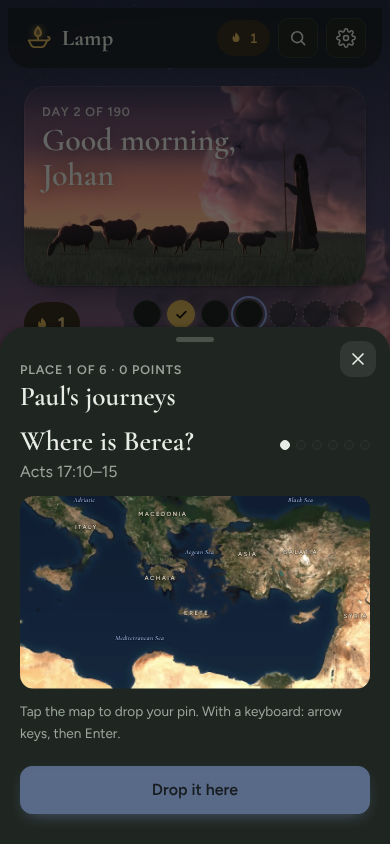 Lamp
1
DAY 2 OF 190
Good morning,
Johan
1
PLACE 1 OF 6 · 0 POINTS
Paul's journeys
Where is Berea?
Acts 17:10–15
Adriatic
Black Sea
MACEDONIA
ITALY
Aegean Sea
ASIA
GALATIA
ACHAIA
CRETE
SYRIA
Mediterranean Sea
Tap the map to drop your pin. With a keyboard: arrow
keys, then Enter.
Drop it here